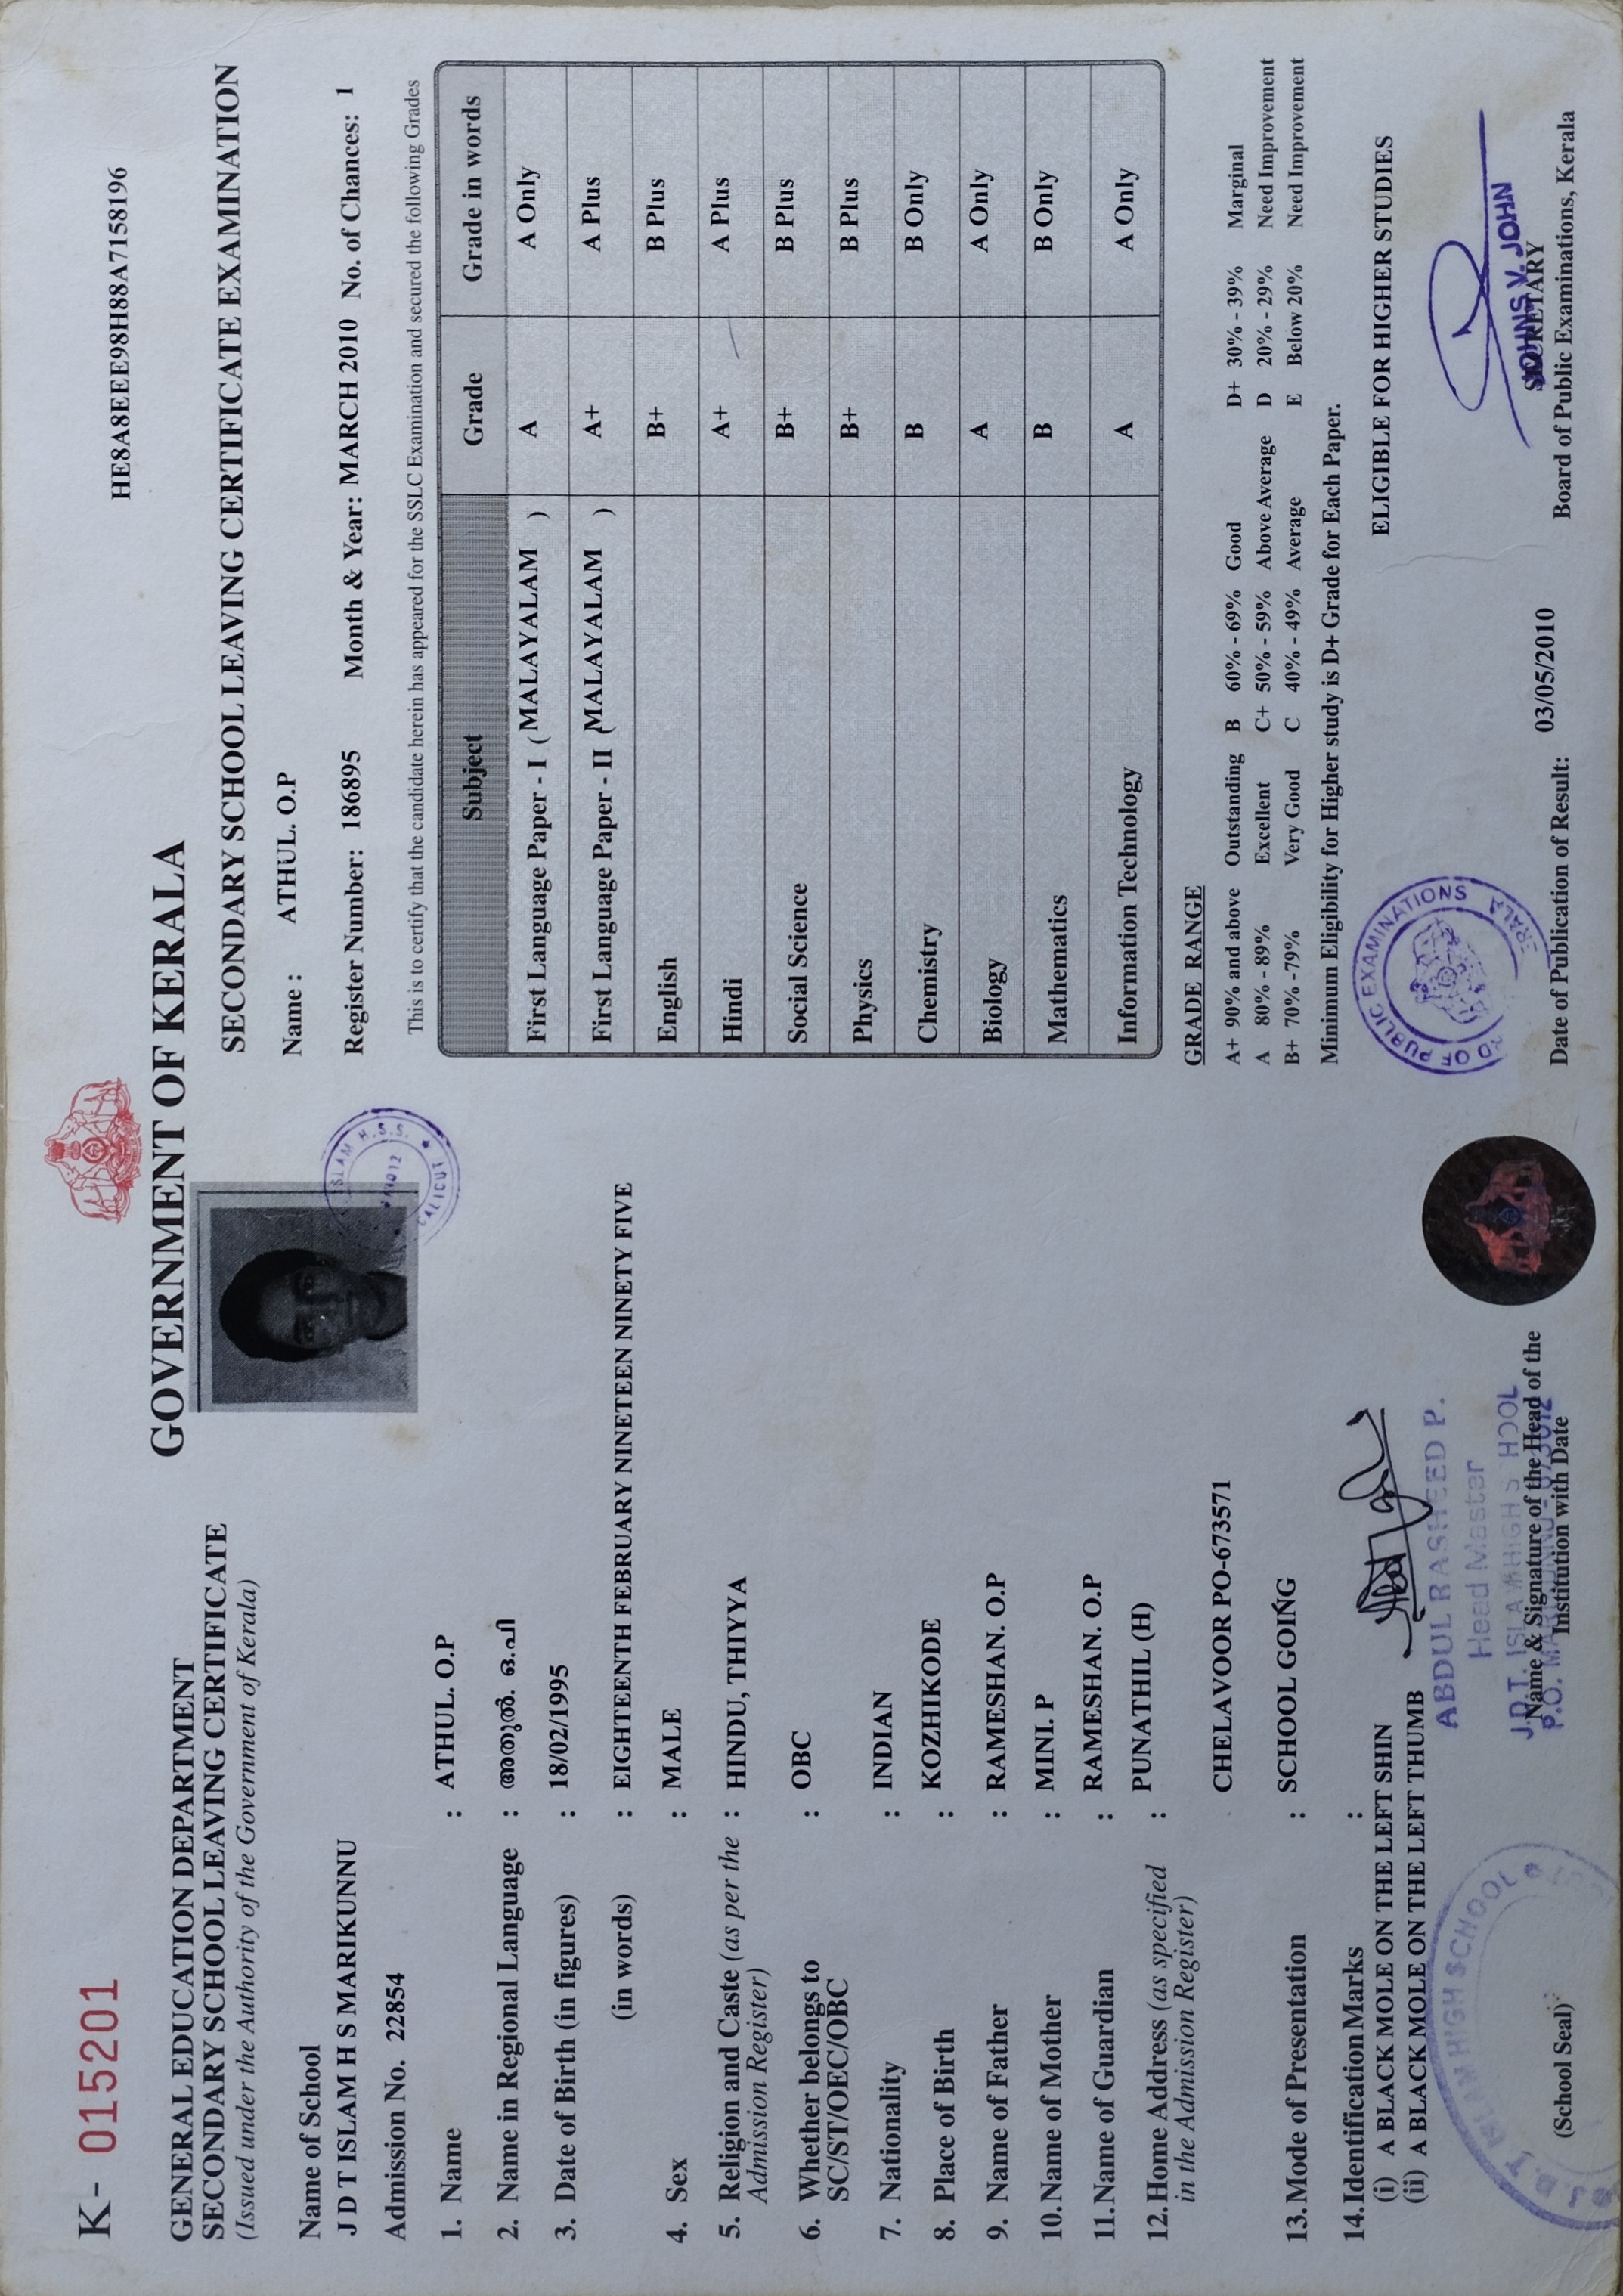 K- 015201
HE8A8EEE98H88A7158196
GOVERNMENT OF KERALA
GENERAL EDUCATION DEPARTMENT
SECONDARY SCHOOL LEAVING CERTIFICATE
(Issued under the Authority of the Government of Kerala)
Name of School
J D T ISLAM H S MARIKUNNU
Admission No. 22854
1. Name : ATHUL. O.P
2. Name in Regional Language : അതുൽ. ഒ.പി
3. Date of Birth (in figures) : 18/02/1995
(in words) : EIGHTEENTH FEBRUARY NINETEEN NINETY FIVE
4. Sex : MALE
5. Religion and Caste (as per the : HINDU, THIYYA
Admission Register)
6. Whether belongs to : OBC
SC/ST/OEC/OBC
7. Nationality : INDIAN
8. Place of Birth : KOZHIKODE
9. Name of Father : RAMESHAN. O.P
10. Name of Mother : MINI. P
11. Name of Guardian : RAMESHAN. O.P
12. Home Address (as specified : PUNATHIL (H)
in the Admission Register)
CHELAVOOR PO-673571
13. Mode of Presentation : SCHOOL GOING
14. Identification Marks :
(i) A BLACK MOLE ON THE LEFT SHIN
(ii) A BLACK MOLE ON THE LEFT THUMB
ABDUL RASHEED P.
Head Master
J.D.T. ISLAM HIGH SCHOOL
Name & Signature of the Head of the
Institution with Date
(School Seal)
J.D.T ISLAM HIGH SCHOOL
ISLAM H.S.S.
CALICUT
SECONDARY SCHOOL LEAVING CERTIFICATE EXAMINATION
Name : ATHUL. O.P
Register Number: 186895 Month & Year: MARCH 2010 No. of Chances: 1
This is to certify that the candidate herein has appeared for the SSLC Examination and secured the following Grades
Subject Grade Grade in words
First Language Paper - I (MALAYALAM ) A A Only
First Language Paper - II (MALAYALAM ) A+ A Plus
English B+ B Plus
Hindi A+ A Plus
Social Science B+ B Plus
Physics B+ B Plus
Chemistry B B Only
Biology A A Only
Mathematics B B Only
Information Technology A A Only
GRADE RANGE
A+ 90% and above Outstanding B 60% - 69% Good D+ 30% - 39% Marginal
A 80% - 89% Excellent C+ 50% - 59% Above Average D 20% - 29% Need Improvement
B+ 70% -79% Very Good C 40% - 49% Average E Below 20% Need Improvement
Minimum Eligibility for Higher study is D+ Grade for Each Paper.
ELIGIBLE FOR HIGHER STUDIES
OF PUBLIC EXAMINATIONS
JOHNS V. JOHN
SECRETARY
Board of Public Examinations, Kerala
Date of Publication of Result: 03/05/2010